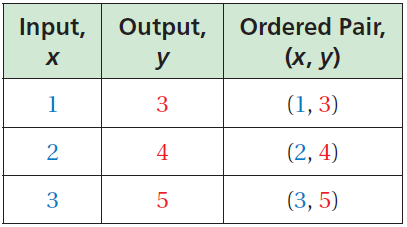 Input, Output, Ordered Pair,
x y (x, y)
1 3 (1, 3)
2 4 (2, 4)
3 5 (3, 5)